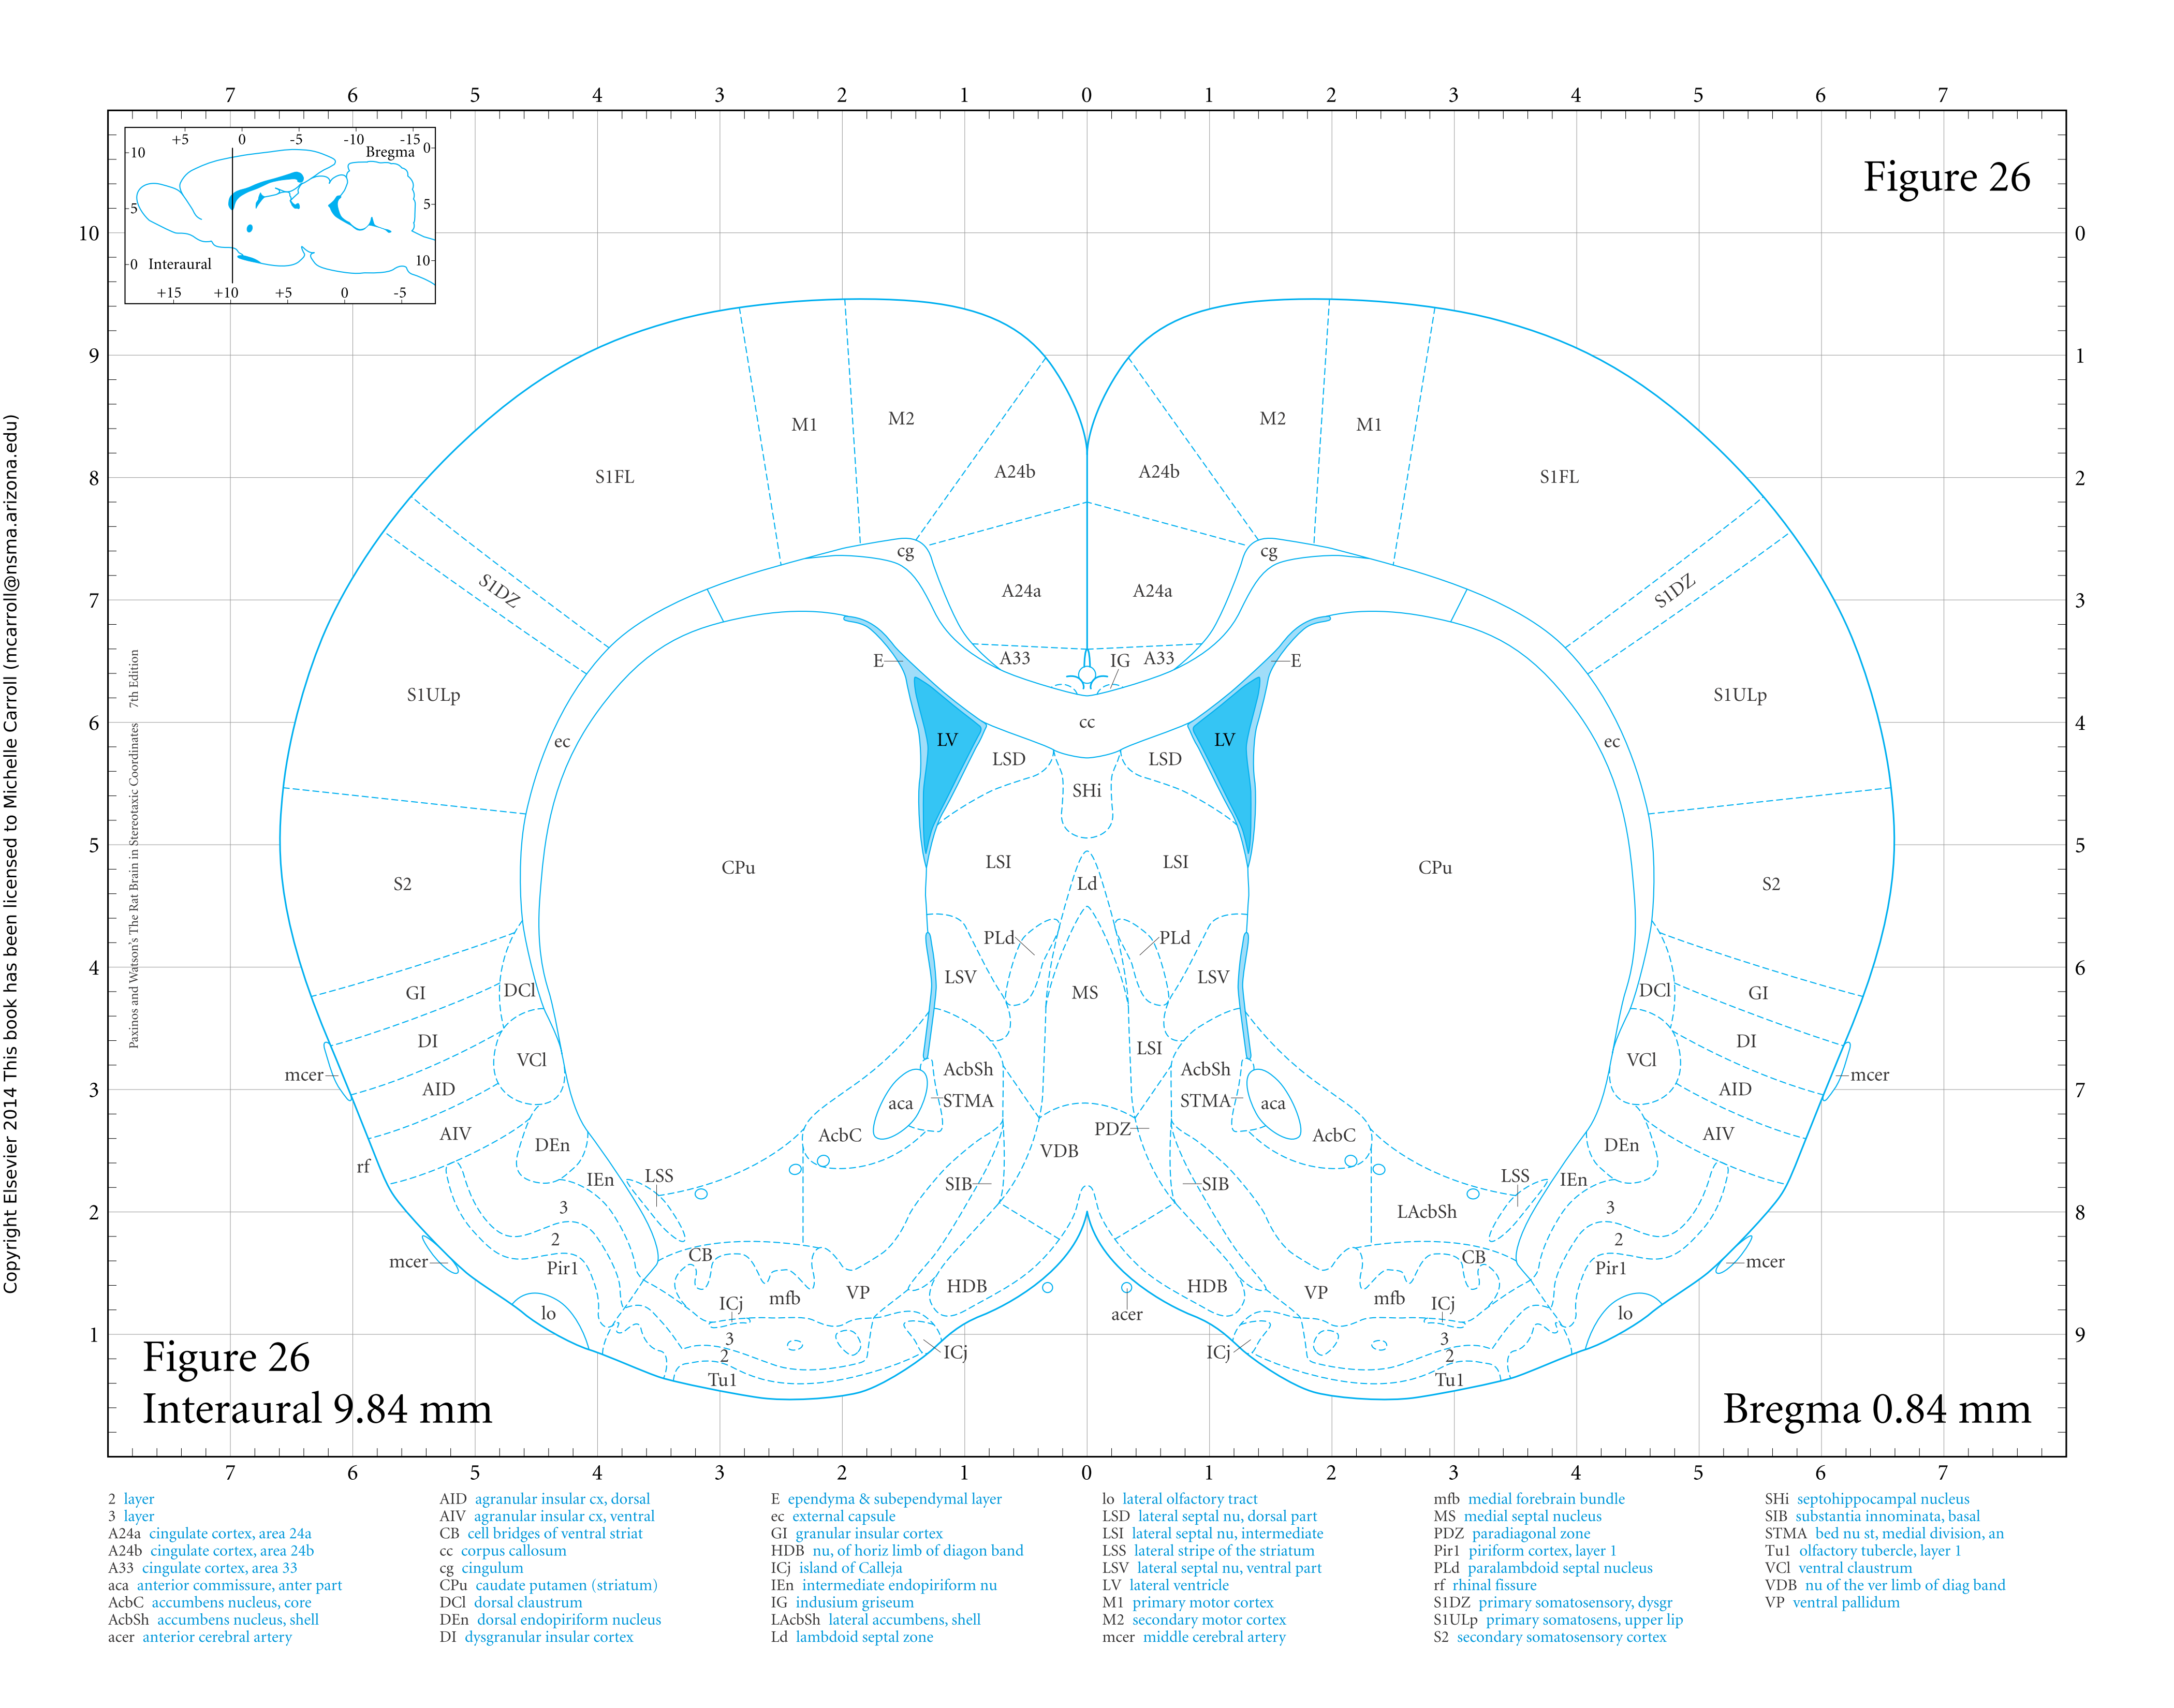 7 6 5 4 3 2 1 0 1 2 3 4 5 6 7
+5 0 -5 -10 -15
Bregma 0
10
5 5
0 Interaural 10
+15 +10 +5 0 -5
Figure 26
10 0
9 1
M1 M2 M2 M1
A24b A24b
8 2
S1FL S1FL
cg cg
S1DZ A24a A24a S1DZ
7 3
E A33 IG A33 E
S1ULp S1ULp
6 cc 4
ec LV LV ec
LSD LSD
SHi
5 5
CPu LSI LSI CPu
S2 Ld S2
PLd PLd
4 6
LSV LSV
GI DCl MS DCl GI
DI LSI DI
VCl VCl
mcer AcbSh AcbSh mcer
3 7
AID aca STMA STMA aca AID
AIV AcbC PDZ AcbC AIV
DEn VDB DEn
rf
IEn LSS SIB SIB LSS IEn
3 LAcbSh 3
2 8
2 2
mcer Pir1 CB CB Pir1 mcer
VP HDB HDB VP
ICj mfb mfb ICj
lo acer lo
1 9
3 3
2 ICj ICj 2
Tu1 Tu1
Figure 26
Interaural 9.84 mm
Bregma 0.84 mm
7 6 5 4 3 2 1 0 1 2 3 4 5 6 7
Copyright Elsevier 2014 This book has been licensed to Michelle Carroll (mcarroll@nsma.arizona.edu)
Paxinos and Watson's The Rat Brain in Stereotaxic Coordinates 7th Edition
2 layer
3 layer
A24a cingulate cortex, area 24a
A24b cingulate cortex, area 24b
A33 cingulate cortex, area 33
aca anterior commissure, anter part
AcbC accumbens nucleus, core
AcbSh accumbens nucleus, shell
acer anterior cerebral artery
AID agranular insular cx, dorsal
AIV agranular insular cx, ventral
CB cell bridges of ventral striat
cc corpus callosum
cg cingulum
CPu caudate putamen (striatum)
DCl dorsal claustrum
DEn dorsal endopiriform nucleus
DI dysgranular insular cortex
E ependyma & subependymal layer
ec external capsule
GI granular insular cortex
HDB nu, of horiz limb of diagon band
ICj island of Calleja
IEn intermediate endopiriform nu
IG indusium griseum
LAcbSh lateral accumbens, shell
Ld lambdoid septal zone
lo lateral olfactory tract
LSD lateral septal nu, dorsal part
LSI lateral septal nu, intermediate
LSS lateral stripe of the striatum
LSV lateral septal nu, ventral part
LV lateral ventricle
M1 primary motor cortex
M2 secondary motor cortex
mcer middle cerebral artery
mfb medial forebrain bundle
MS medial septal nucleus
PDZ paradiagonal zone
Pir1 piriform cortex, layer 1
PLd paralambdoid septal nucleus
rf rhinal fissure
S1DZ primary somatosensory, dysgr
S1ULp primary somatosens, upper lip
S2 secondary somatosensory cortex
SHi septohippocampal nucleus
SIB substantia innominata, basal
STMA bed nu st, medial division, an
Tu1 olfactory tubercle, layer 1
VCl ventral claustrum
VDB nu of the ver limb of diag band
VP ventral pallidum